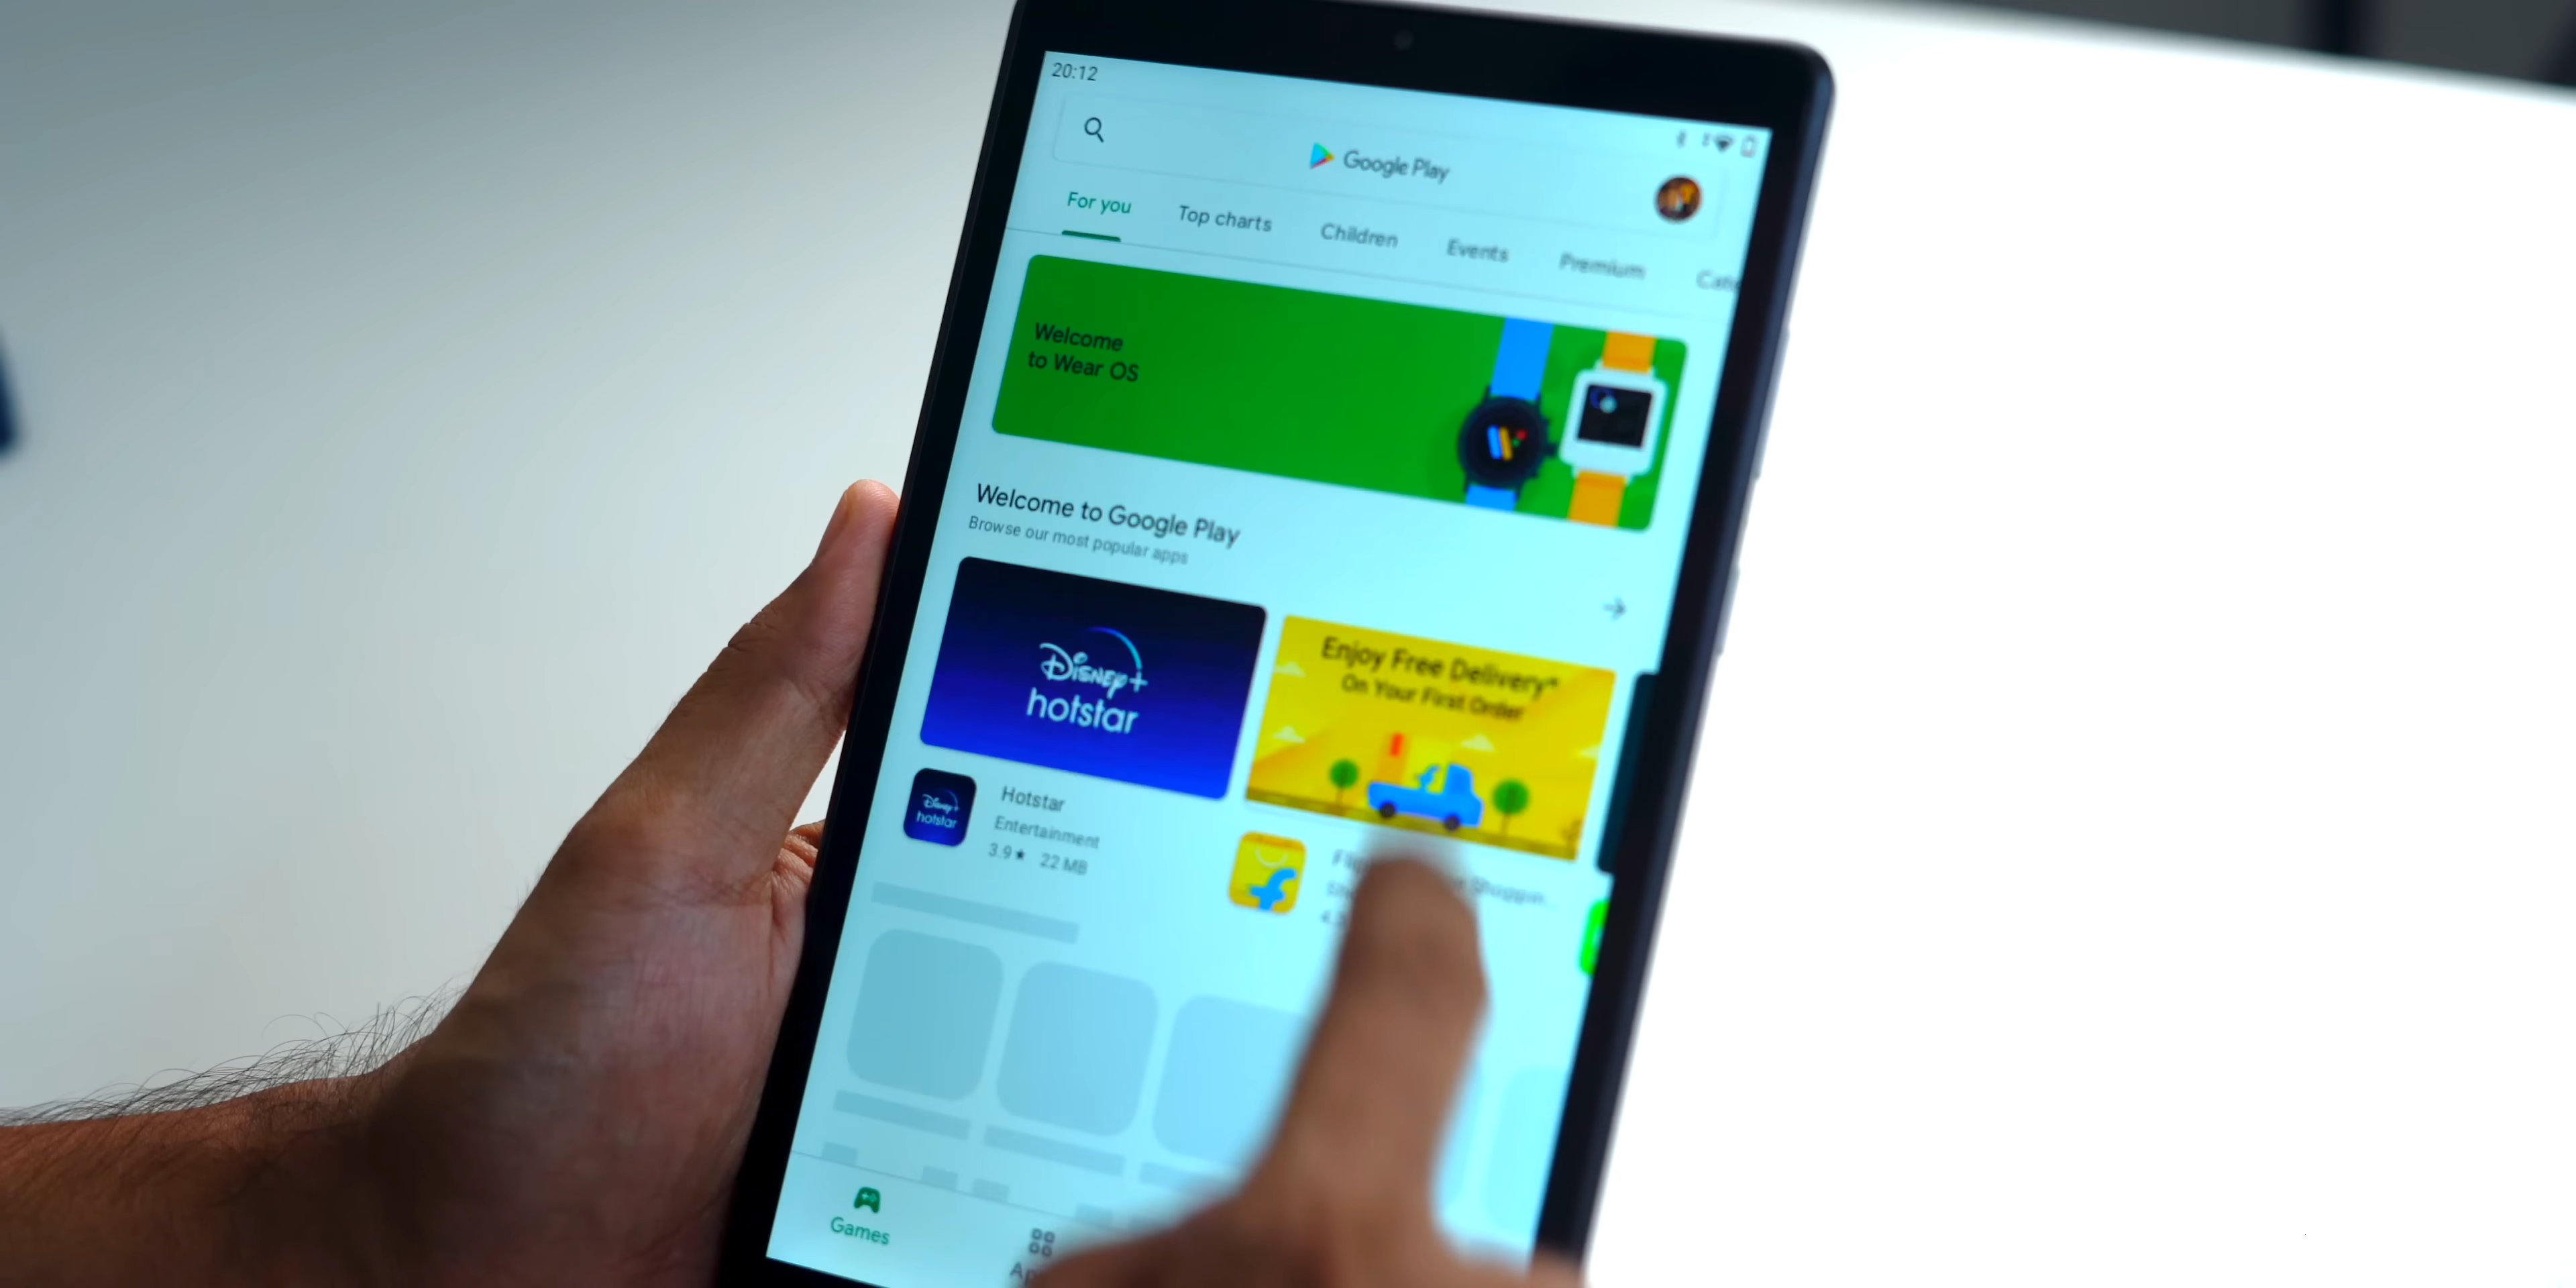 20:12
Google Play
For you Top charts Children Events Premium
Welcome
to Wear OS
Welcome to Google Play
Browse our most popular apps
Disney+
hotstar
Enjoy Free Delivery*
On Your First Order
Disney+
hotstar
Hotstar
Entertainment
3.9★ 22 MB
Games